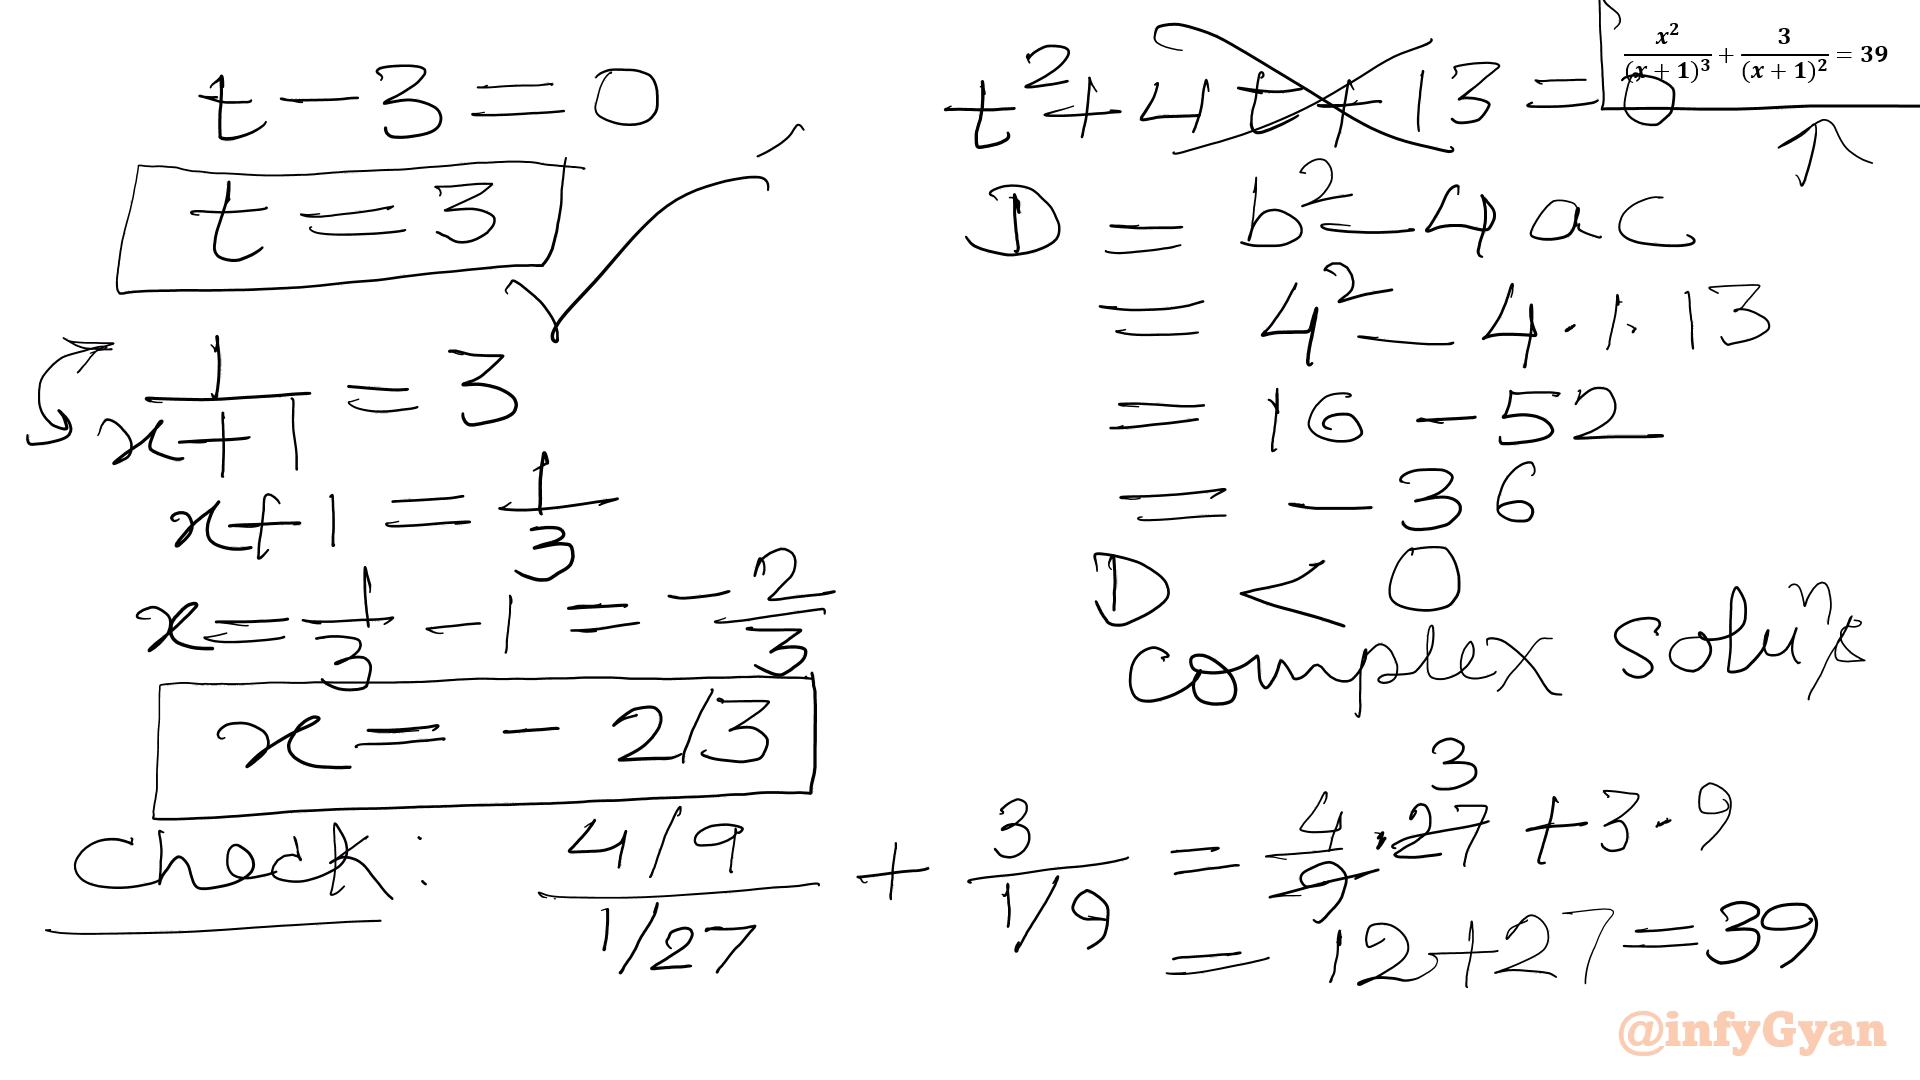 t - 3 = 0
t = 3
1/(x+1) = 3
x+1 = 1/3
x = 1/3 - 1 = -2/3
x = - 2/3
t² + 4t + 13 = 0
x²/(x + 1)³ + 3/(x + 1)² = 39
D = b² - 4ac
= 4² - 4 · 1 · 13
= 16 - 52
= - 36
D < 0
complex soluⁿs
check : (4/9)/(1/27) + 3/(1/9) = 4/9 · 27 3 + 3 · 9
= 12 + 27 = 39
@infyGyan